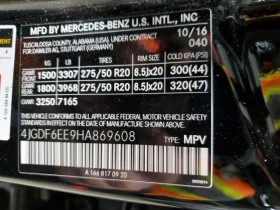 MFD BY MERCEDES-BENZ U.S. INTL., INC
TUSCALOOSA COUNTY, ALABAMA (USA) UNDER CONTRACT 10/16
FOR DAIMLER AG, STUTTGART GERMANY 040
KG LB TIRE RIM COLD KPA(PSI)
GAWR FRONT 1500 3307 275/50 R20 8.5Jx20 300(44)
GAWR REAR 1800 3968 275/50 R20 8.5Jx20 320(47)
GVWR 3250 7165
THIS VEHICLE CONFORMS TO ALL APPLICABLE U.S. FEDERAL MOTOR
VEHICLE SAFETY STANDARDS IN EFFECT ON THE DATE OF MANUFACTURE SHOWN ABOVE.
4JGDF6EE9HA869608 TYPE: MPV
A 166 817 09 20